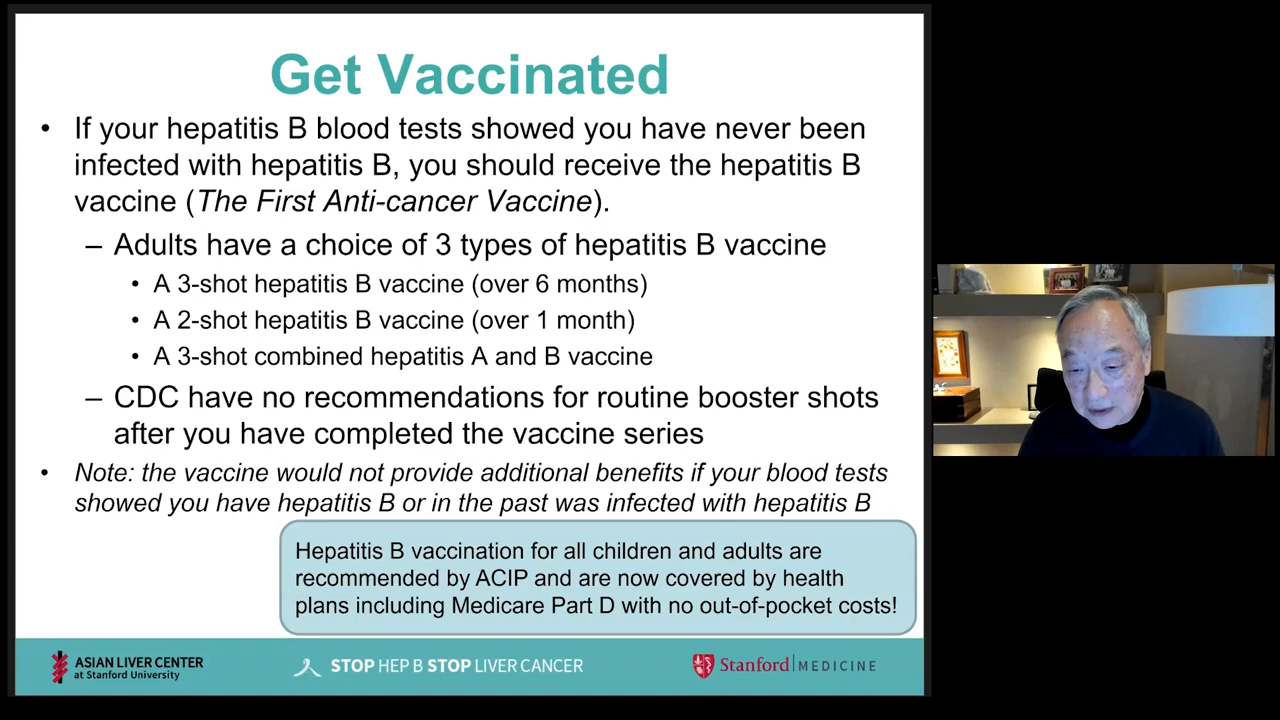 Get Vaccinated
• If your hepatitis B blood tests showed you have never been
infected with hepatitis B, you should receive the hepatitis B
vaccine (The First Anti-cancer Vaccine).
– Adults have a choice of 3 types of hepatitis B vaccine
• A 3-shot hepatitis B vaccine (over 6 months)
• A 2-shot hepatitis B vaccine (over 1 month)
• A 3-shot combined hepatitis A and B vaccine
– CDC have no recommendations for routine booster shots
after you have completed the vaccine series
• Note: the vaccine would not provide additional benefits if your blood tests
showed you have hepatitis B or in the past was infected with hepatitis B
Hepatitis B vaccination for all children and adults are
recommended by ACIP and are now covered by health
plans including Medicare Part D with no out-of-pocket costs!
ASIAN LIVER CENTER
at Stanford University
STOP HEP B STOP LIVER CANCER
Stanford | MEDICINE